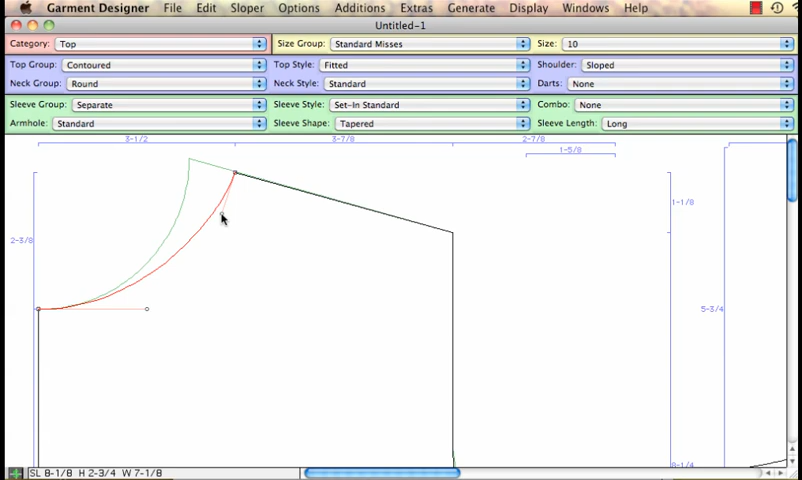 Garment Designer File Edit Sloper Options Additions Extras Generate Display Windows Help
Untitled-1
Category: Top Size Group: Standard Misses Size: 10
Top Group: Contoured Top Style: Fitted Shoulder: Sloped
Neck Group: Round Neck Style: Standard Darts: None
Sleeve Group: Separate Sleeve Style: Set-In Standard Combo: None
Armhole: Standard Sleeve Shape: Tapered Sleeve Length: Long
3-1/2 3-7/8 2-7/8
1-5/8
1-1/8
2-3/8
5-3/4
8-1/4
SL 8-1/8 H 2-3/4 W 7-1/8